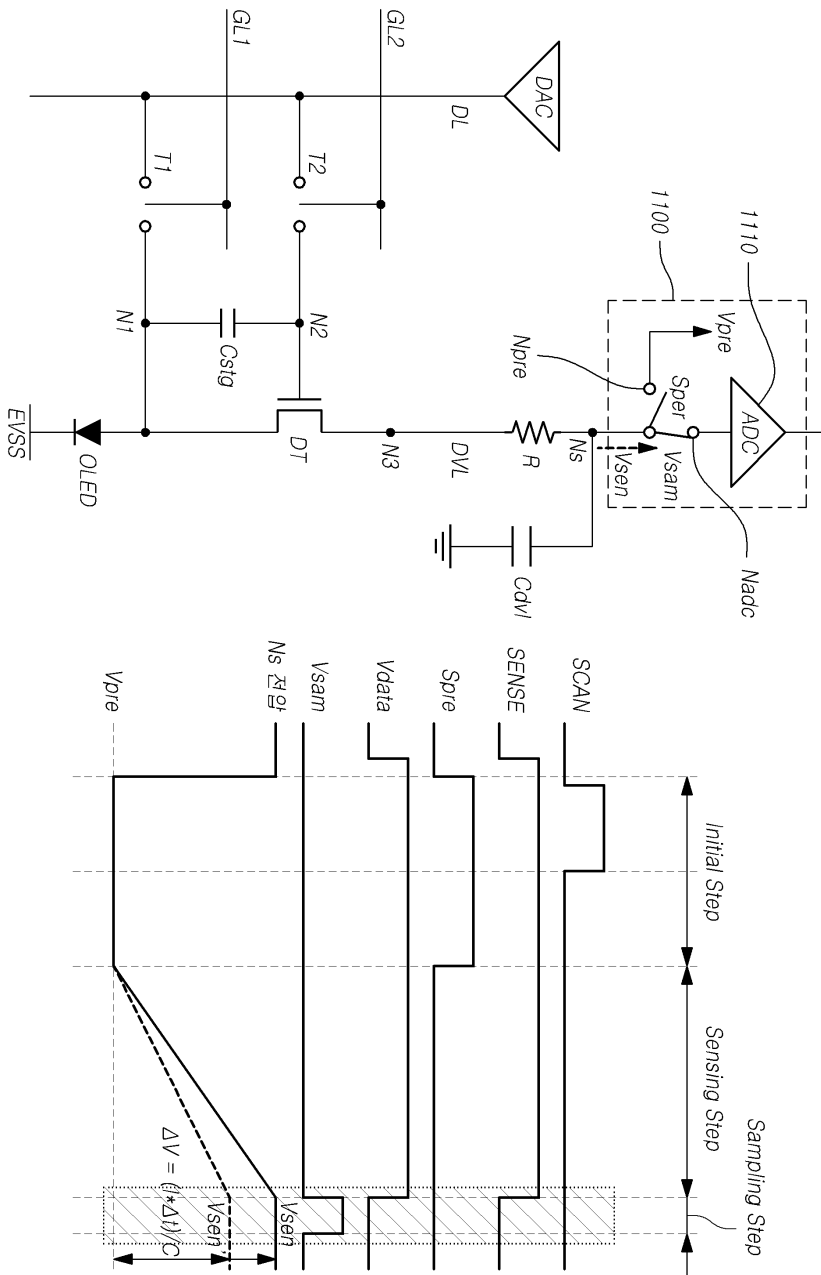 GL1
GL2
DAC
DL
T1
T2
1100
1110
Vpre
Npre
Sper
ADC
N1
N2
Cstg
EVSS
OLED
DT
N3
DVL
R
Ns
Vsen
Vsam
Nadc
Cdvl
SCAN
SENSE
Spre
Vdata
Vsam
Ns 전압
Vpre
Initial Step
Sensing Step
Sampling Step
Vsen
Vsen'
ΔV = (I*Δt)/C